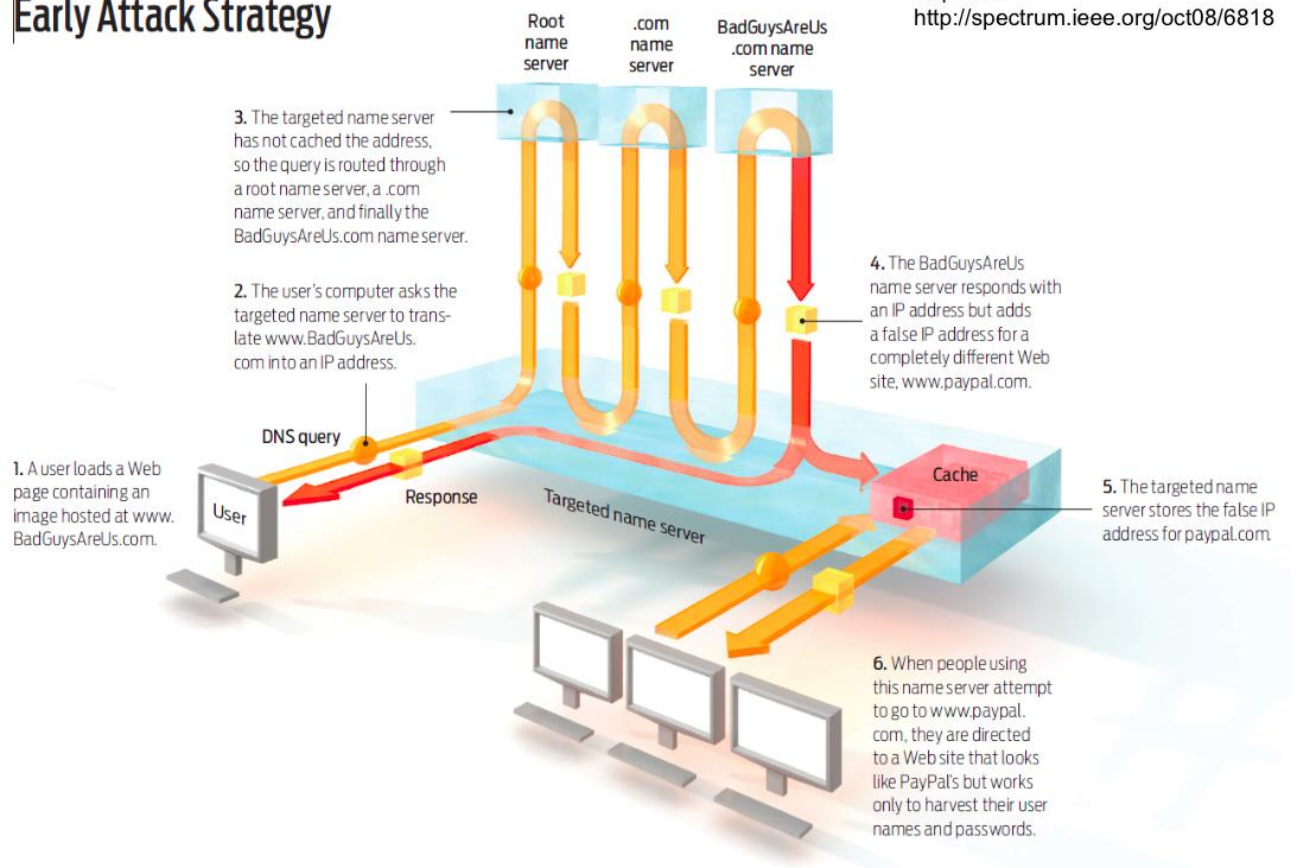 Early Attack Strategy
http://spectrum.ieee.org/oct08/6818
Root
name
server
.com
name
server
BadGuysAreUs
.com name
server
3. The targeted name server
has not cached the address,
so the query is routed through
a root name server, a .com
name server, and finally the
BadGuysAreUs.com name server.
2. The user's computer asks the
targeted name server to trans-
late www.BadGuysAreUs.
com into an IP address.
4. The BadGuysAreUs
name server responds with
an IP address but adds
a false IP address for a
completely different Web
site, www.paypal.com.
DNS query
1. A user loads a Web
page containing an
image hosted at www.
BadGuysAreUs.com.
User
Response
Targeted name server
Cache
5. The targeted name
server stores the false IP
address for paypal.com
6. When people using
this name server attempt
to go to www.paypal.
com, they are directed
to a Web site that looks
like PayPal's but works
only to harvest their user
names and passwords.